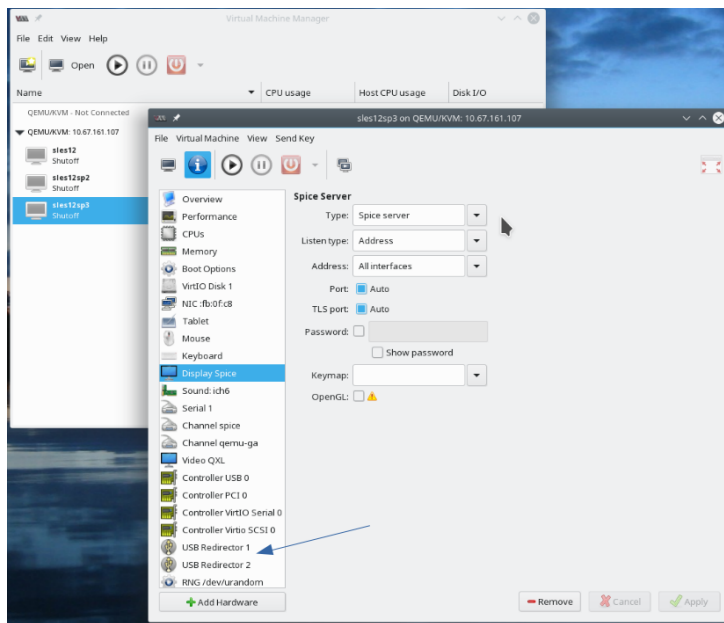 Virtual Machine Manager
File Edit View Help
Open
Name CPU usage Host CPU usage Disk I/O
QEMU/KVM - Not Connected
QEMU/KVM: 10.67.161.107
sles12
Shutoff
sles12sp2
Shutoff
sles12sp3
Shutoff
sles12sp3 on QEMU/KVM: 10.67.161.107
File Virtual Machine View Send Key
Overview
Performance
CPUs
Memory
Boot Options
VirtIO Disk 1
NIC :fb:0f:c8
Tablet
Mouse
Keyboard
Display Spice
Sound: ich6
Serial 1
Channel spice
Channel qemu-ga
Video QXL
Controller USB 0
Controller PCI 0
Controller VirtIO Serial 0
Controller Virtio SCSI 0
USB Redirector 1
USB Redirector 2
RNG /dev/urandom
Add Hardware
Spice Server
Type: Spice server
Listen type: Address
Address: All interfaces
Port: Auto
TLS port: Auto
Password:
Show password
Keymap:
OpenGL:
Remove Cancel Apply